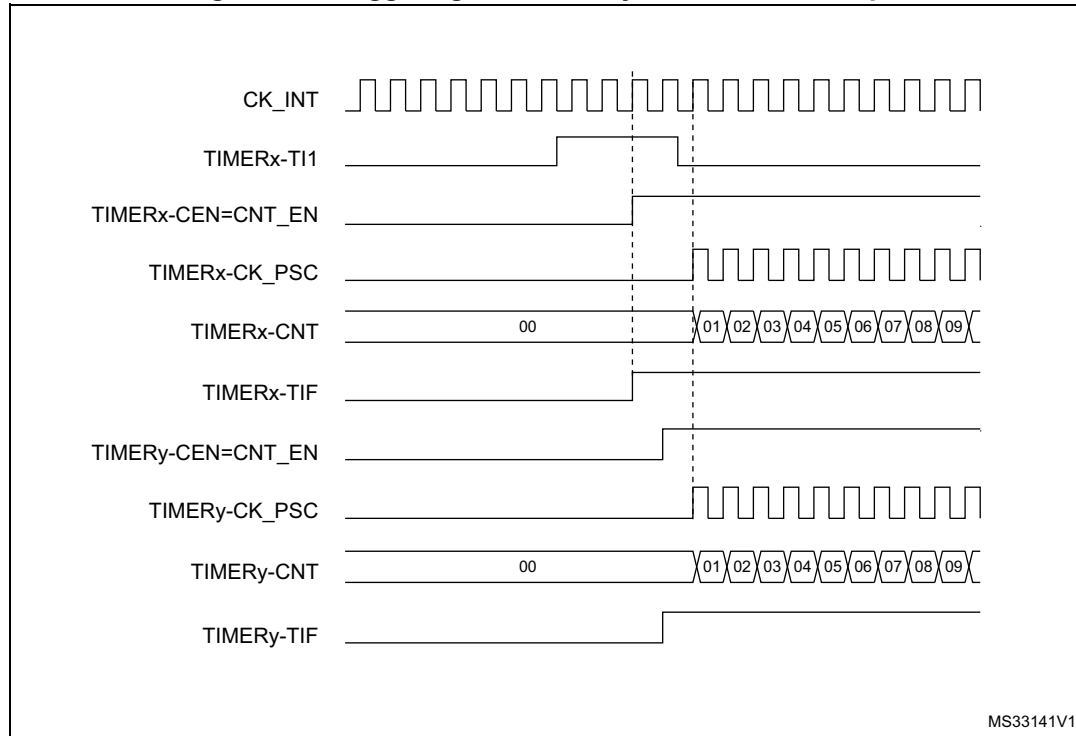 CK_INT
TIMERx-TI1
TIMERx-CEN=CNT_EN
TIMERx-CK_PSC
TIMERx-CNT 00 01 02 03 04 05 06 07 08 09
TIMERx-TIF
TIMERy-CEN=CNT_EN
TIMERy-CK_PSC
TIMERy-CNT 00 01 02 03 04 05 06 07 08 09
TIMERy-TIF
MS33141V1